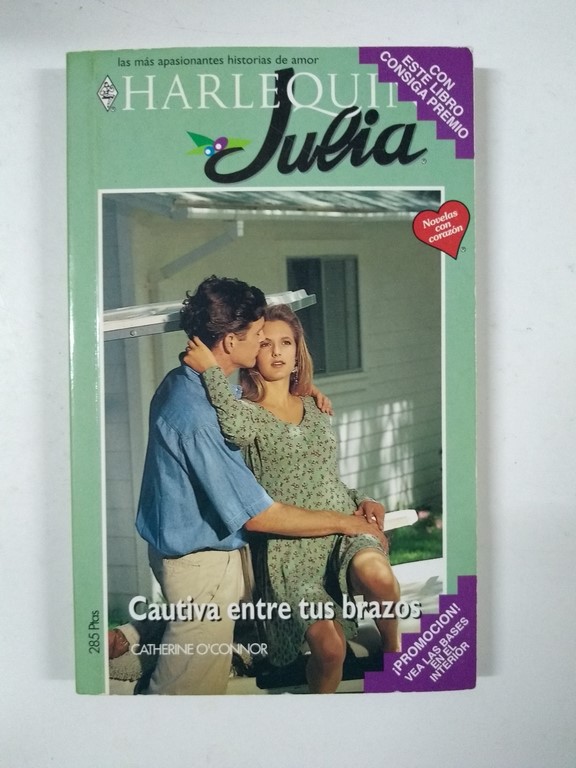 las más apasionantes historias de amor
HARLEQUIN
Julia
CON
ESTE LIBRO
CONSIGA PREMIO
Novelas
con
corazón
Cautiva entre tus brazos
CATHERINE O'CONNOR
285 Ptas
¡PROMOCION!
VEA LAS BASES
EN EL
INTERIOR